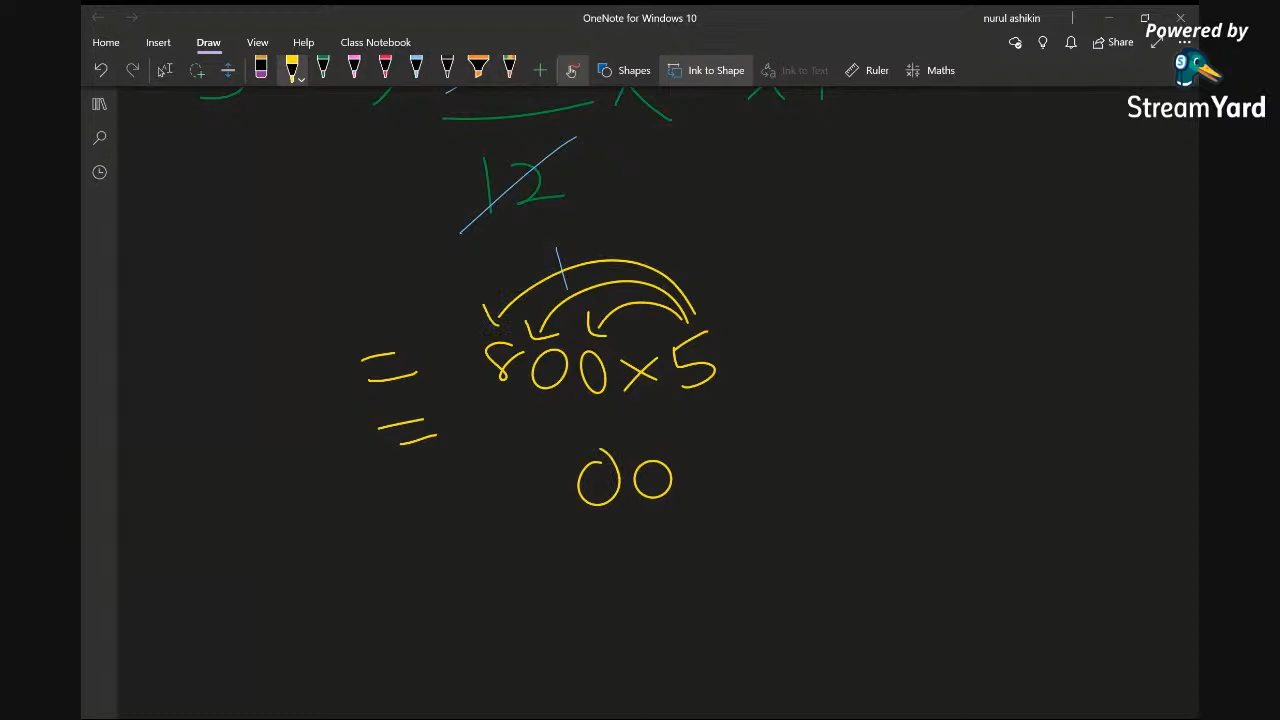 OneNote for Windows 10
nurul ashikin
Powered by
StreamYard
Home Insert Draw View Help Class Notebook
Share
Shapes Ink to Shape Ink to Text Ruler Maths
12
= 800×5
= 00